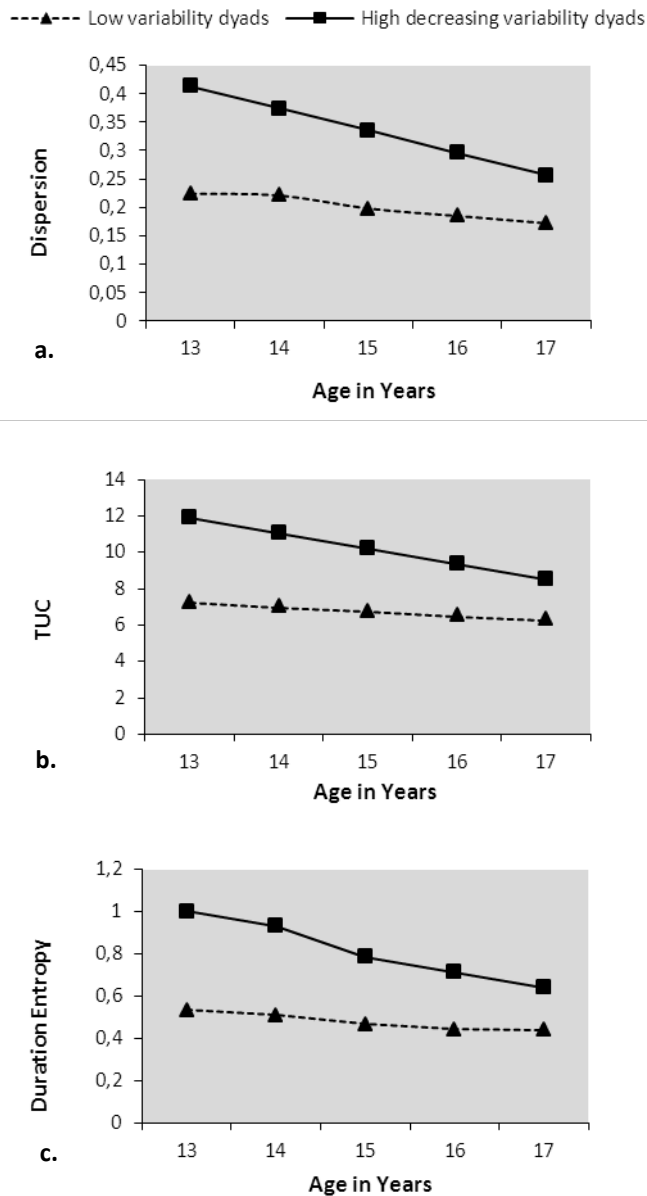 Low variability dyads High decreasing variability dyads
0,45
0,4
0,35
0,3
0,25
0,2
0,15
0,1
0,05
0
Dispersion
13 14 15 16 17
a.
Age in Years
14
12
10
8
6
4
2
0
TUC
13 14 15 16 17
b.
Age in Years
1,2
1
0,8
0,6
0,4
0,2
0
Duration Entropy
13 14 15 16 17
c.
Age in Years